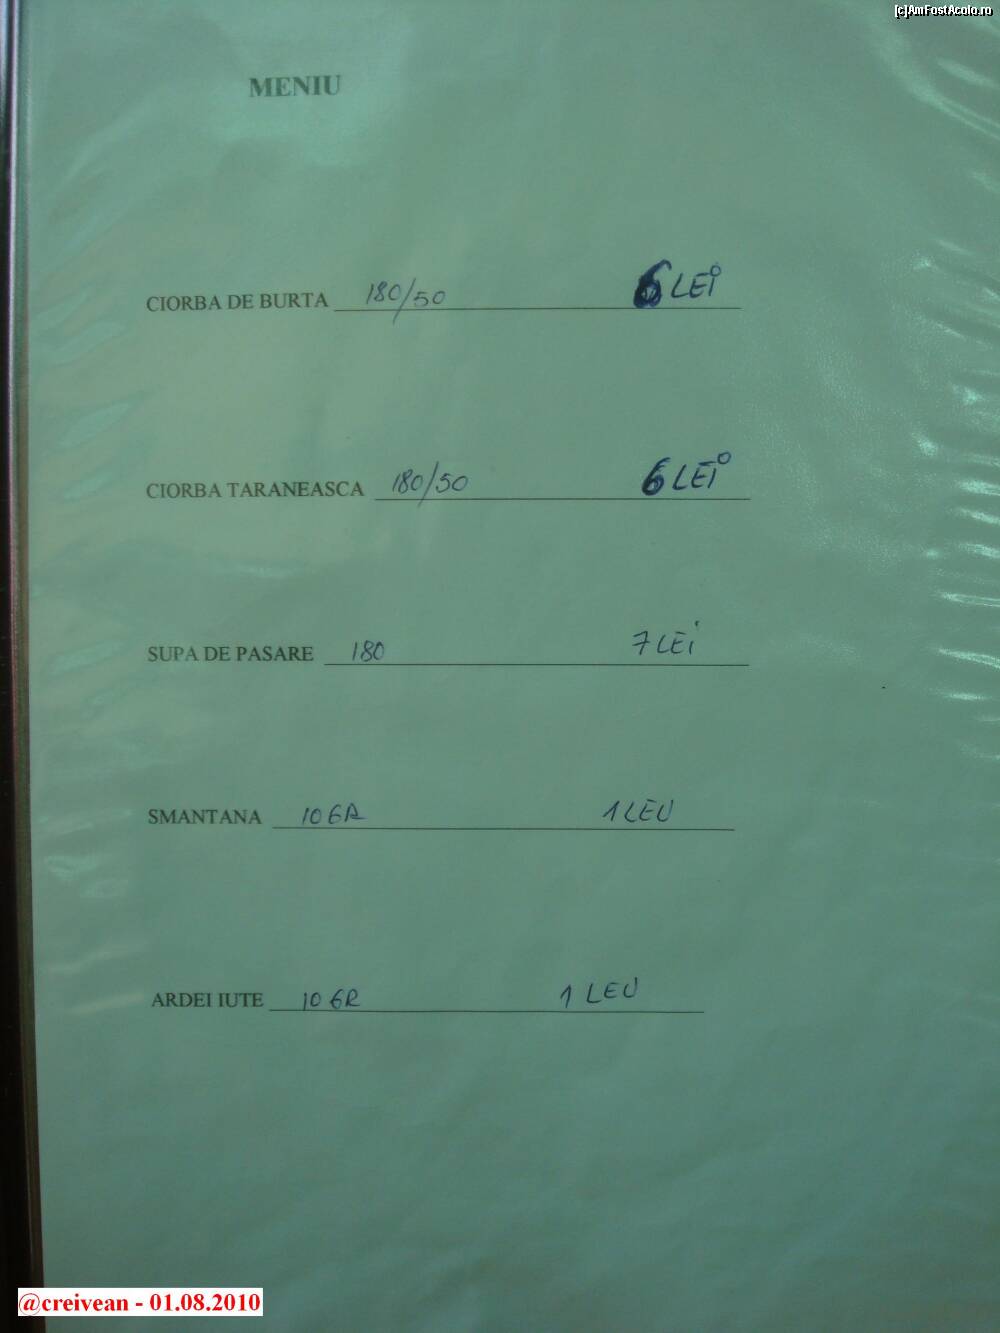 [c]AmFostAcolo.ro
MENIU
CIORBA DE BURTA 180/50 6 LEI
CIORBA TARANEASCA 180/50 6 LEI
SUPA DE PASARE 180 7 LEI
SMANTANA 10 GR 1 LEU
ARDEI IUTE 10 GR 1 LEU
@creivean - 01.08.2010